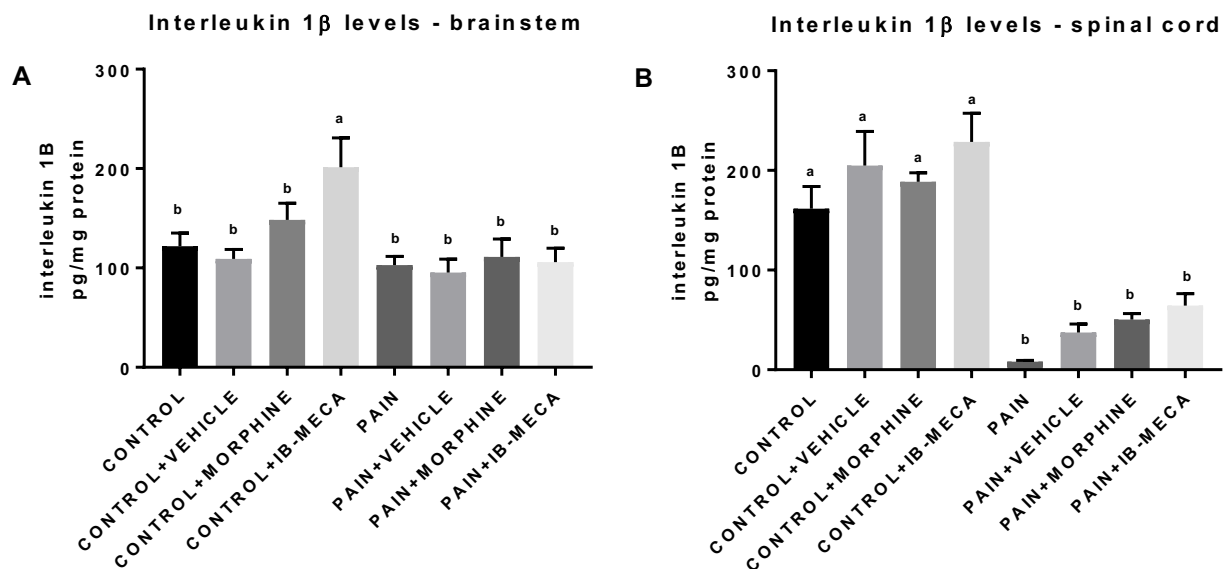 Interleukin 1β levels - brainstem
A
interleukin 1B
pg/mg protein
300
200
100
0
b
b
b
a
b
b
b
b
CONTROL
CONTROL+VEHICLE
CONTROL+MORPHINE
CONTROL+IB-MECA
PAIN
PAIN+VEHICLE
PAIN+MORPHINE
PAIN+IB-MECA
Interleukin 1β levels - spinal cord
B
interleukin 1B
pg/mg protein
300
200
100
0
a
a
a
a
b
b
b
b
CONTROL
CONTROL+VEHICLE
CONTROL+MORPHINE
CONTROL+IB-MECA
PAIN
PAIN+VEHICLE
PAIN+MORPHINE
PAIN+IB-MECA